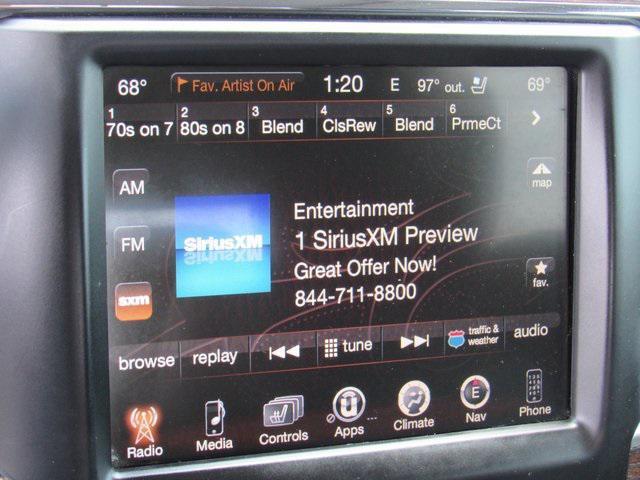 68° Fav. Artist On Air 1:20 E 97° out. 69°
1 2 3 4 5 6
70s on 7 80s on 8 Blend ClsRew Blend PrmeCt
AM
map
SiriusXM
Entertainment
1 SiriusXM Preview
FM
Great Offer Now!
fav.
844-711-8800
sxm
browse replay tune traffic & weather audio
Radio Media Controls Apps Climate E Nav Phone